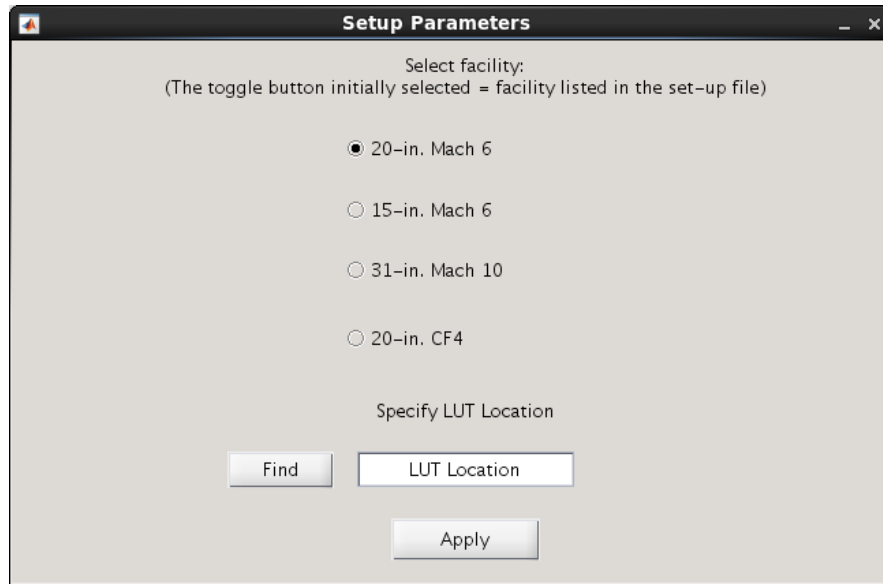 Setup Parameters
Select facility:
(The toggle button initially selected = facility listed in the set-up file)
20-in. Mach 6
15-in. Mach 6
31-in. Mach 10
20-in. CF4
Specify LUT Location
Find
LUT Location
Apply